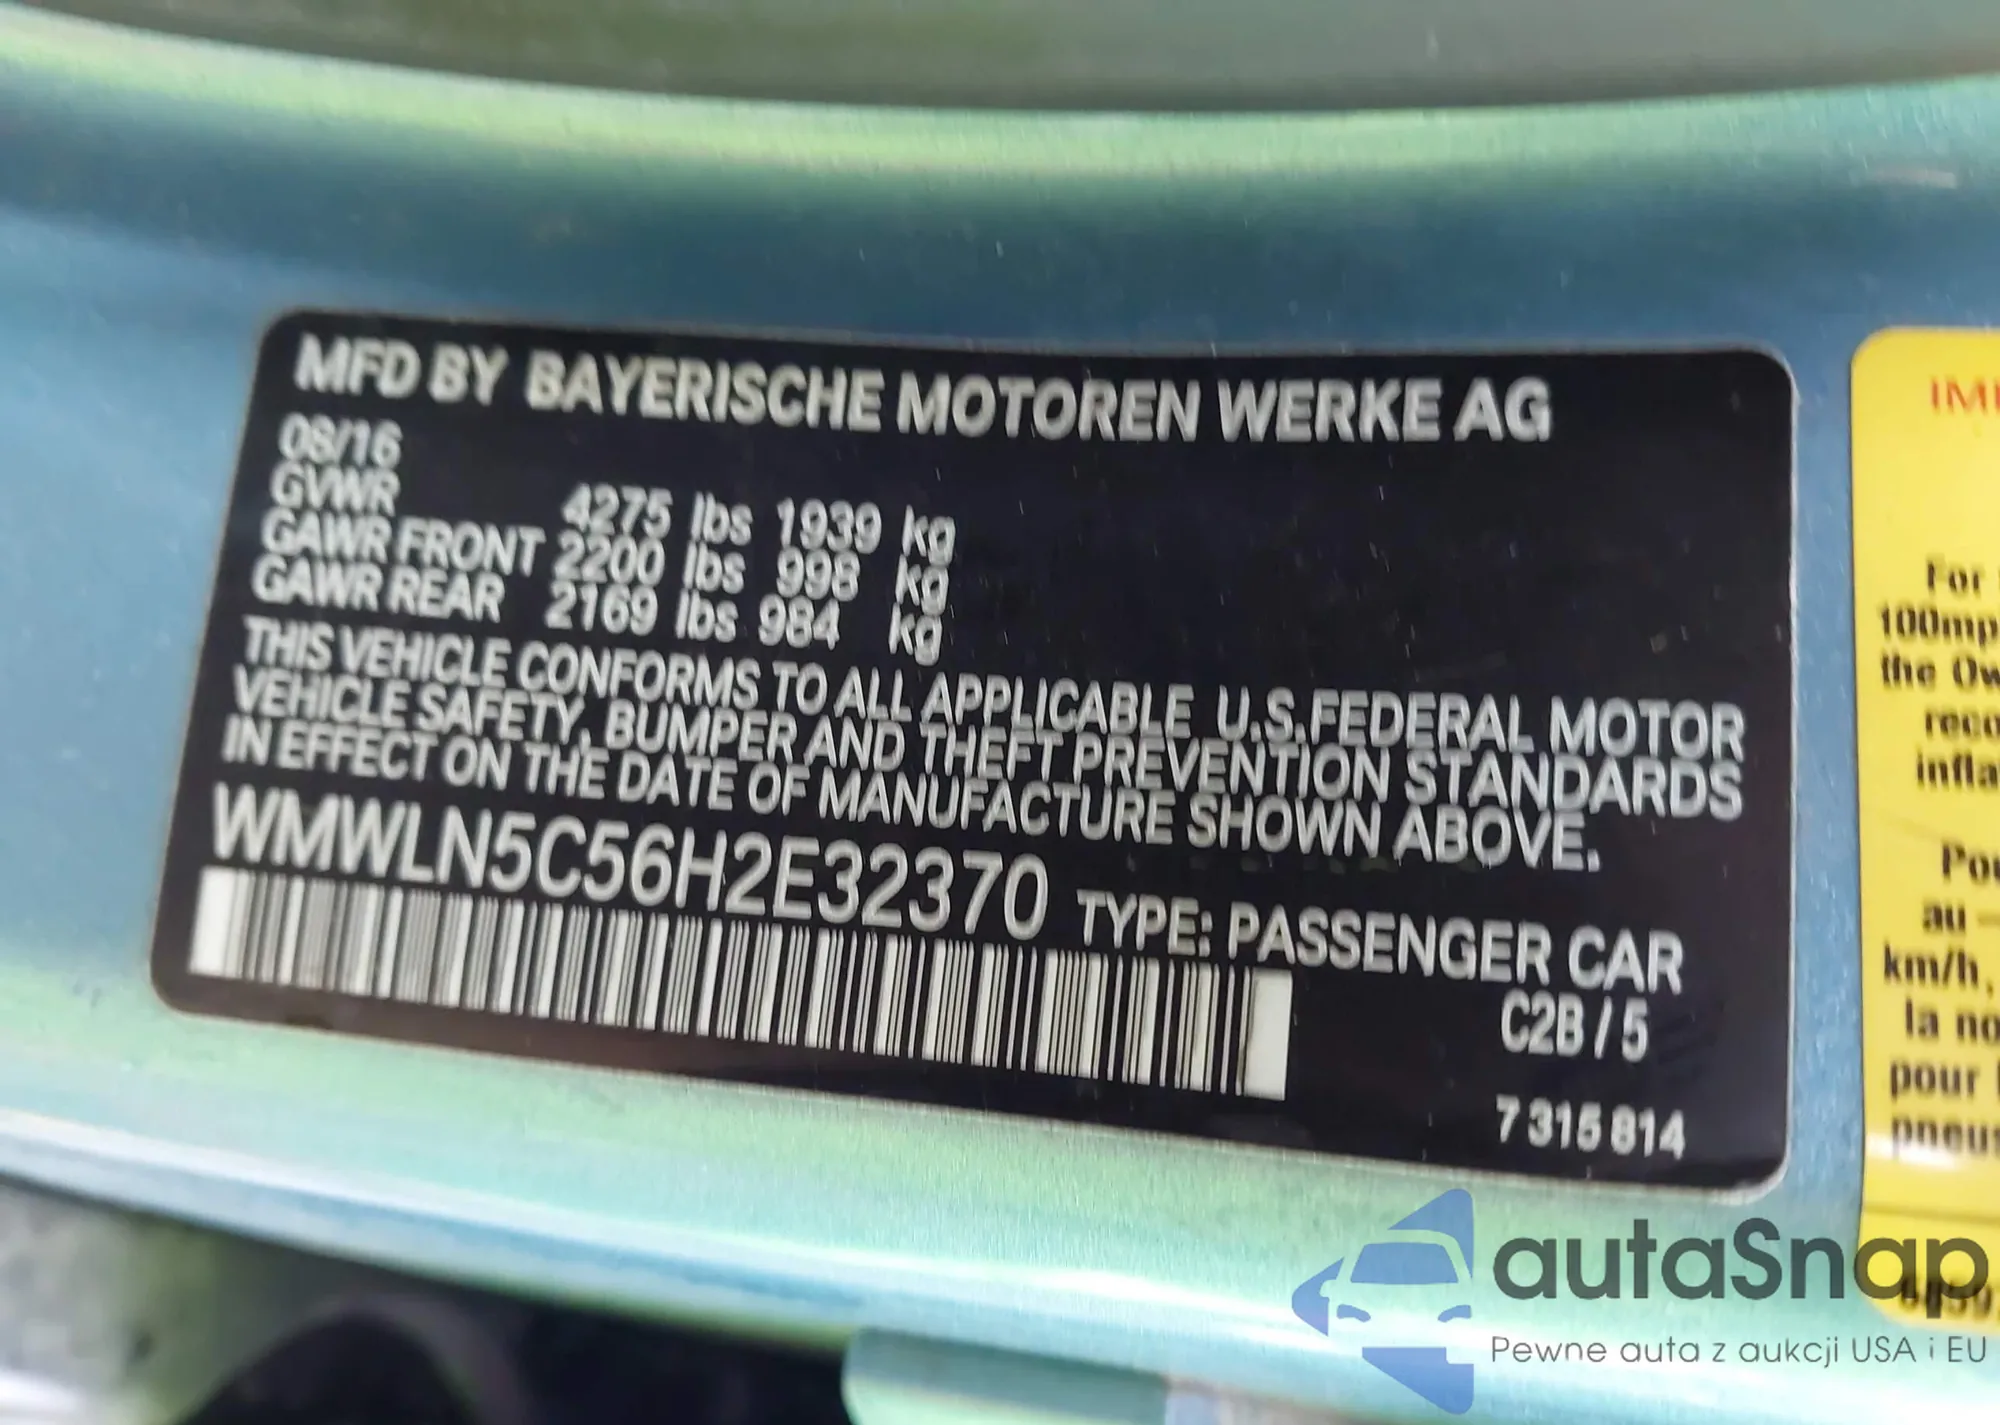 MFD BY BAYERISCHE MOTOREN WERKE AG
08/16
GVWR 4275 lbs 1939 kg
GAWR FRONT 2200 lbs 998 kg
GAWR REAR 2169 lbs 984 kg
THIS VEHICLE CONFORMS TO ALL APPLICABLE U.S.FEDERAL MOTOR
VEHICLE SAFETY, BUMPER AND THEFT PREVENTION STANDARDS
IN EFFECT ON THE DATE OF MANUFACTURE SHOWN ABOVE.
WMWLN5C56H2E32370 TYPE: PASSENGER CAR
C2B / 5
7 315 814
For
100mp
the Ow
reco
infla
Pou
au —
km/h,
la no
pour
pneus
autaSnap
Pewne auta z aukcji USA i EU